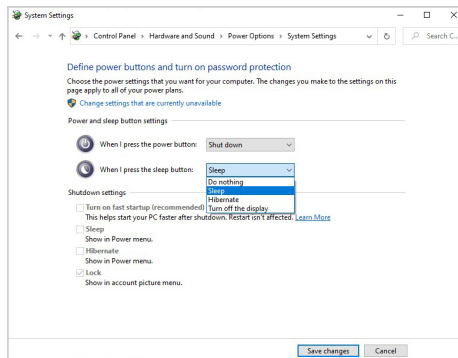 System Settings
Control Panel > Hardware and Sound > Power Options > System Settings
Search C...
Define power buttons and turn on password protection
Choose the power settings that you want for your computer. The changes you make to the settings on this
page apply to all of your power plans.
Change settings that are currently unavailable
Power and sleep button settings
When I press the power button: Shut down
When I press the sleep button: Sleep
Do nothing
Sleep
Hibernate
Turn off the display
Shutdown settings
Turn on fast startup (recommended)
This helps start your PC faster after shutdown. Restart isn't affected. Learn More
Sleep
Show in Power menu.
Hibernate
Show in Power menu.
Lock
Show in account picture menu.
Save changes Cancel